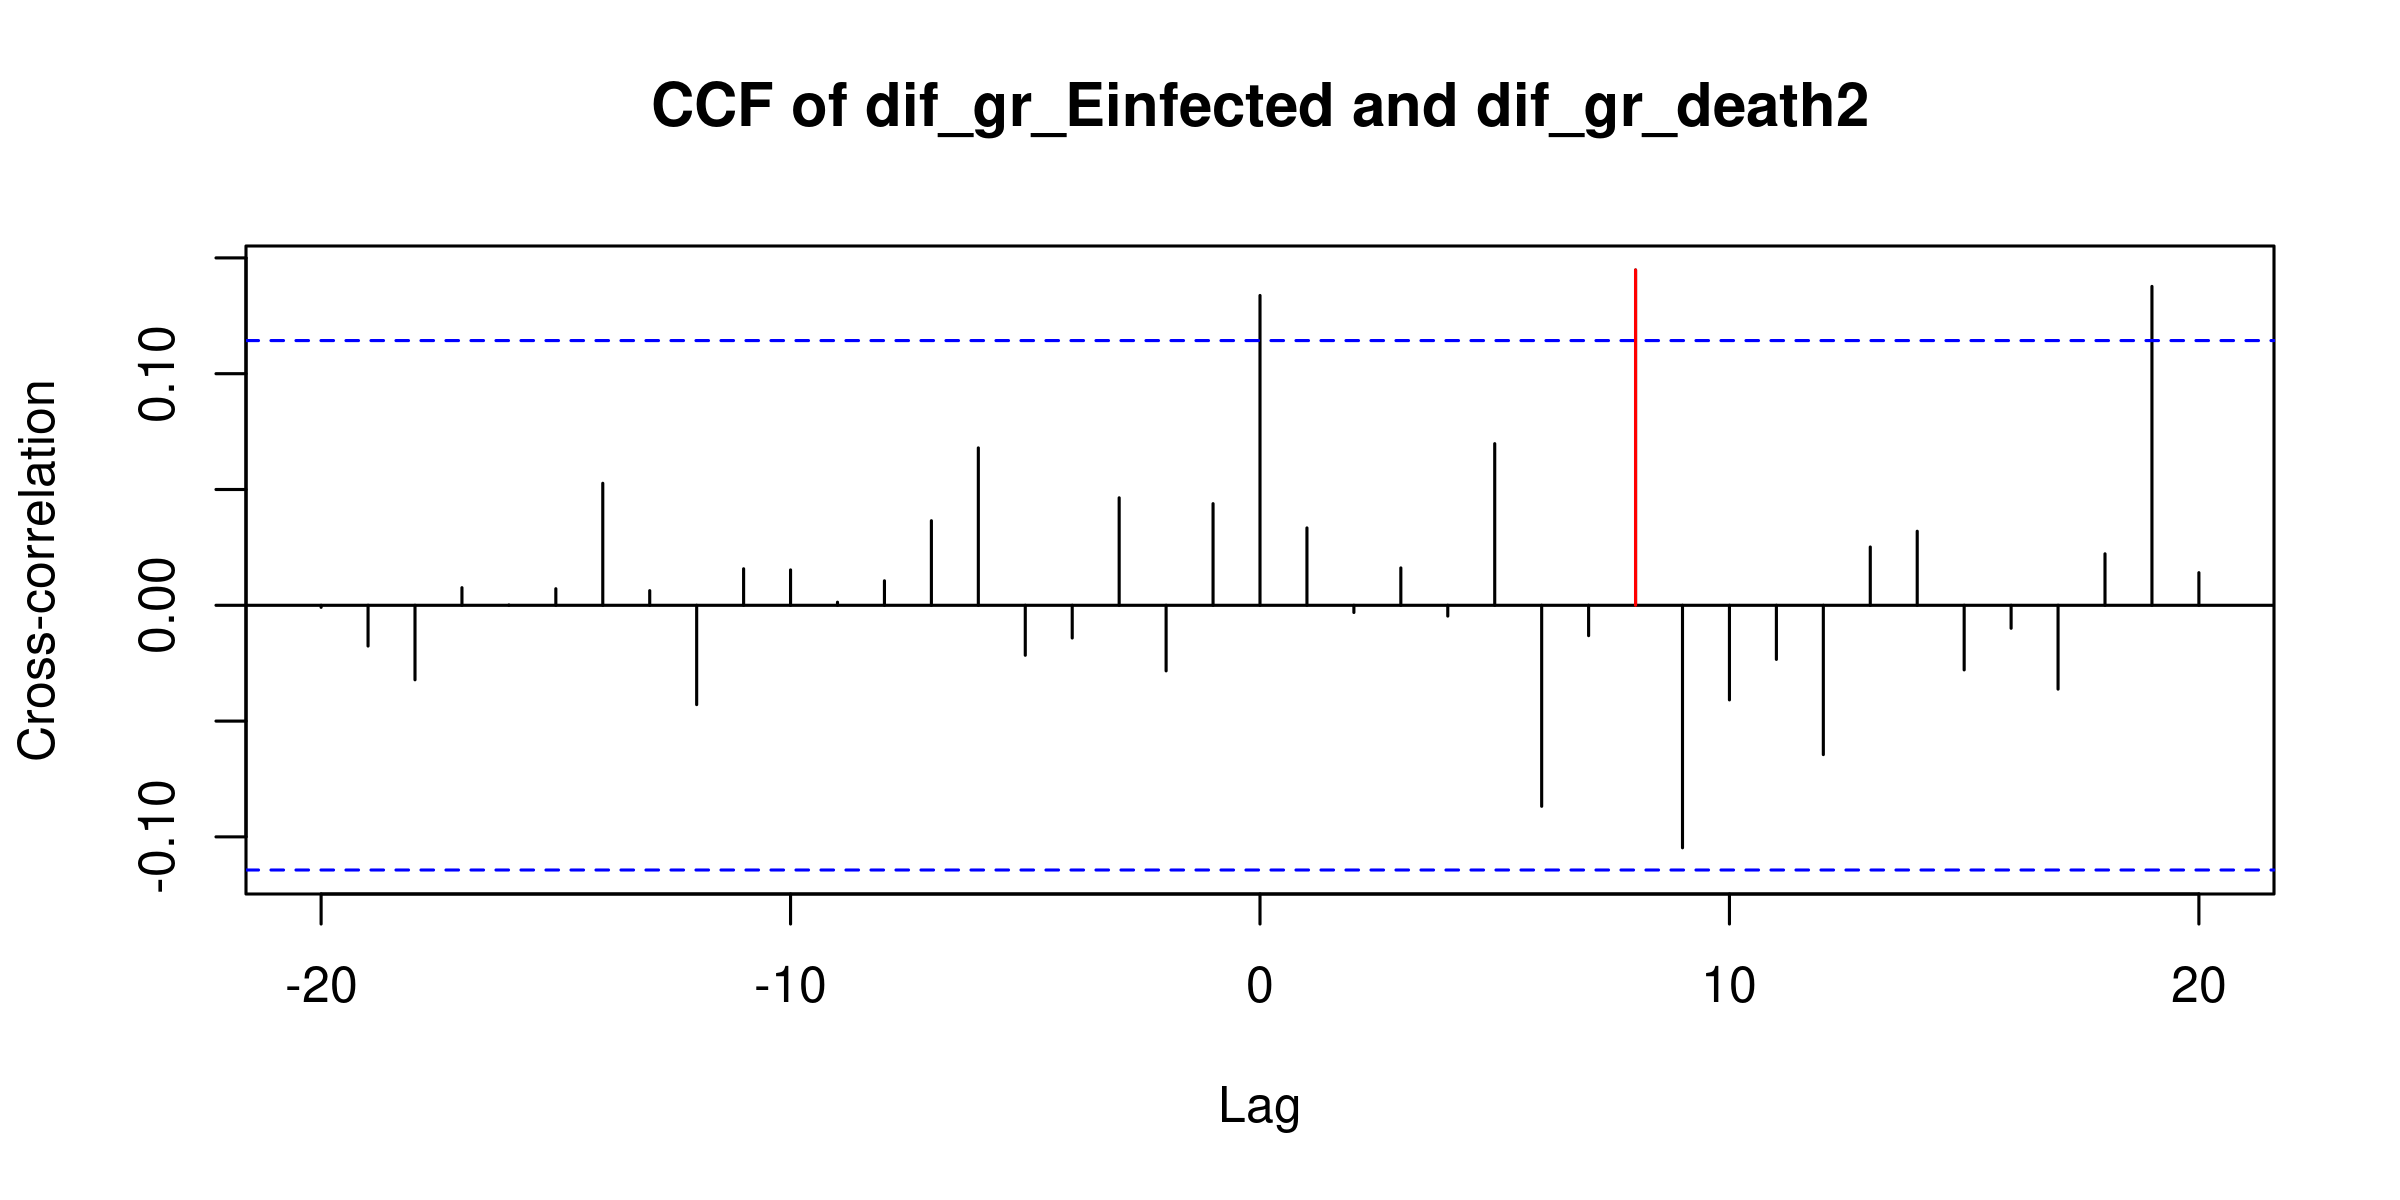 CCF of dif_gr_Einfected and dif_gr_death2
Cross-correlation
0.10
0.00
-0.10
-20 -10 0 10 20
Lag